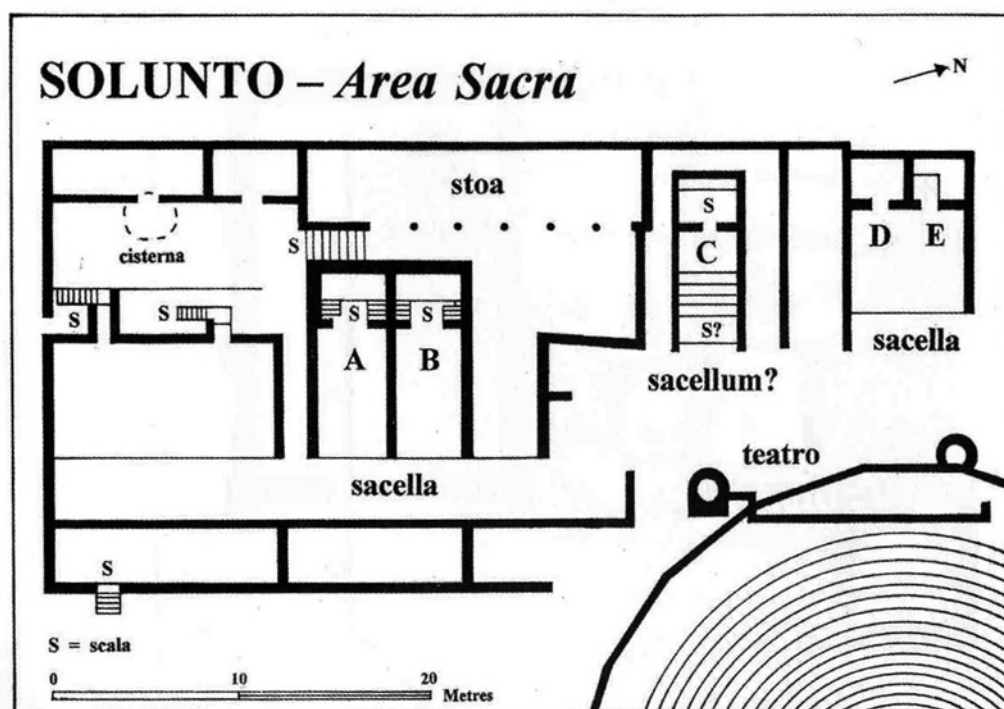 SOLUNTO – Area Sacra
N
stoa
S
C
D E
S
cisterna
S
S
S S
S?
A B
sacellum?
sacella
teatro
sacella
S
S = scala
0 10 20 Metres